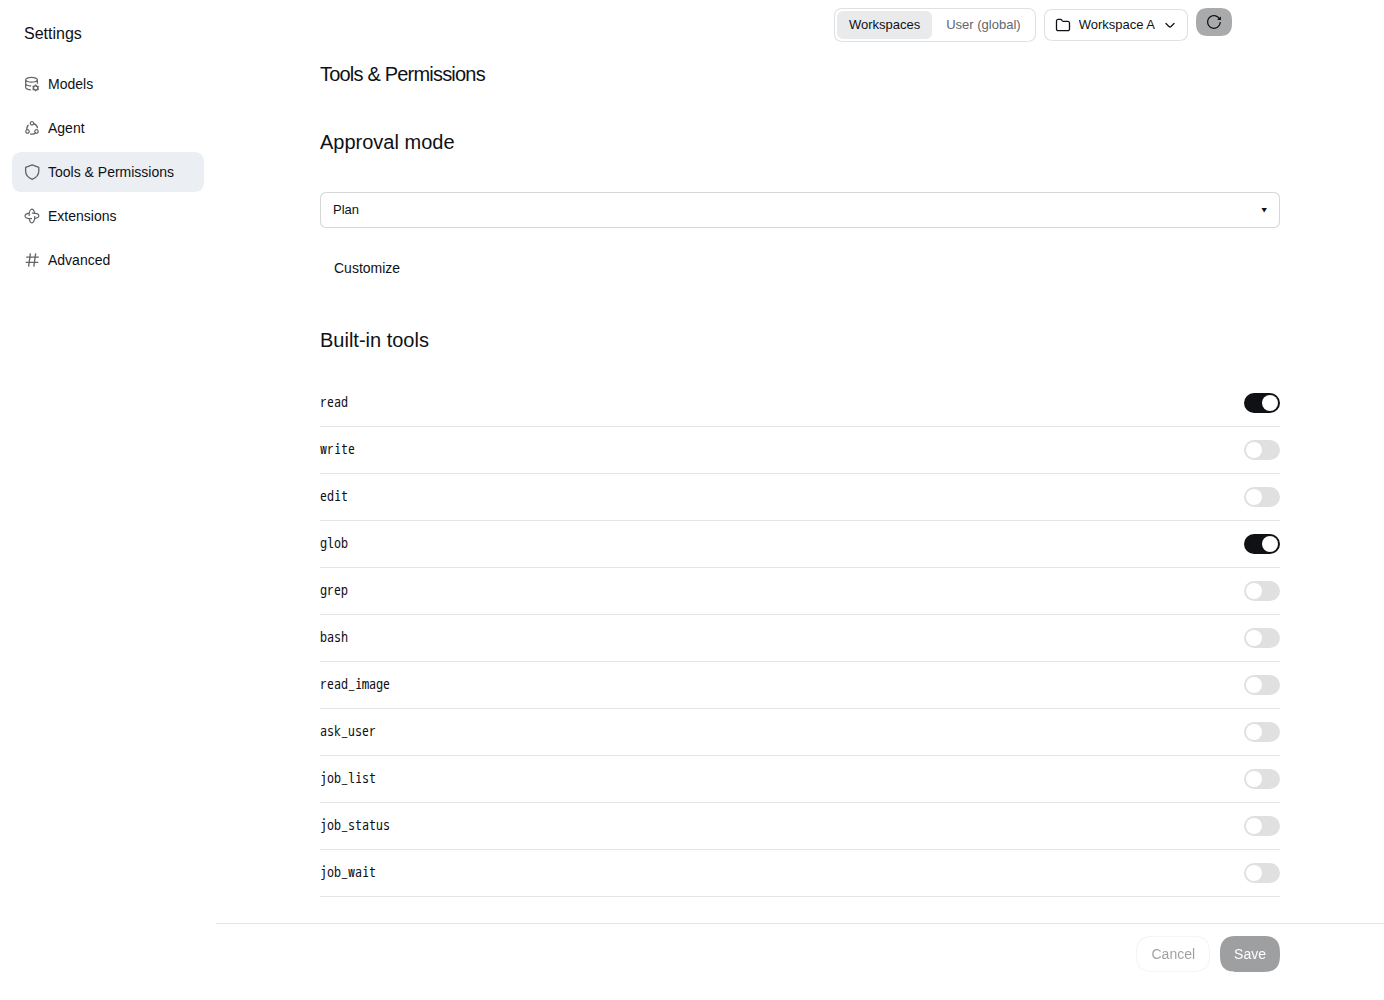 Settings
Workspaces
User (global)
Workspace A
Models
Agent
Tools & Permissions
Extensions
Advanced
Tools & Permissions
Approval mode
Plan
Customize
Built-in tools
read
write
edit
glob
grep
bash
read_image
ask_user
job_list
job_status
job_wait
Cancel
Save